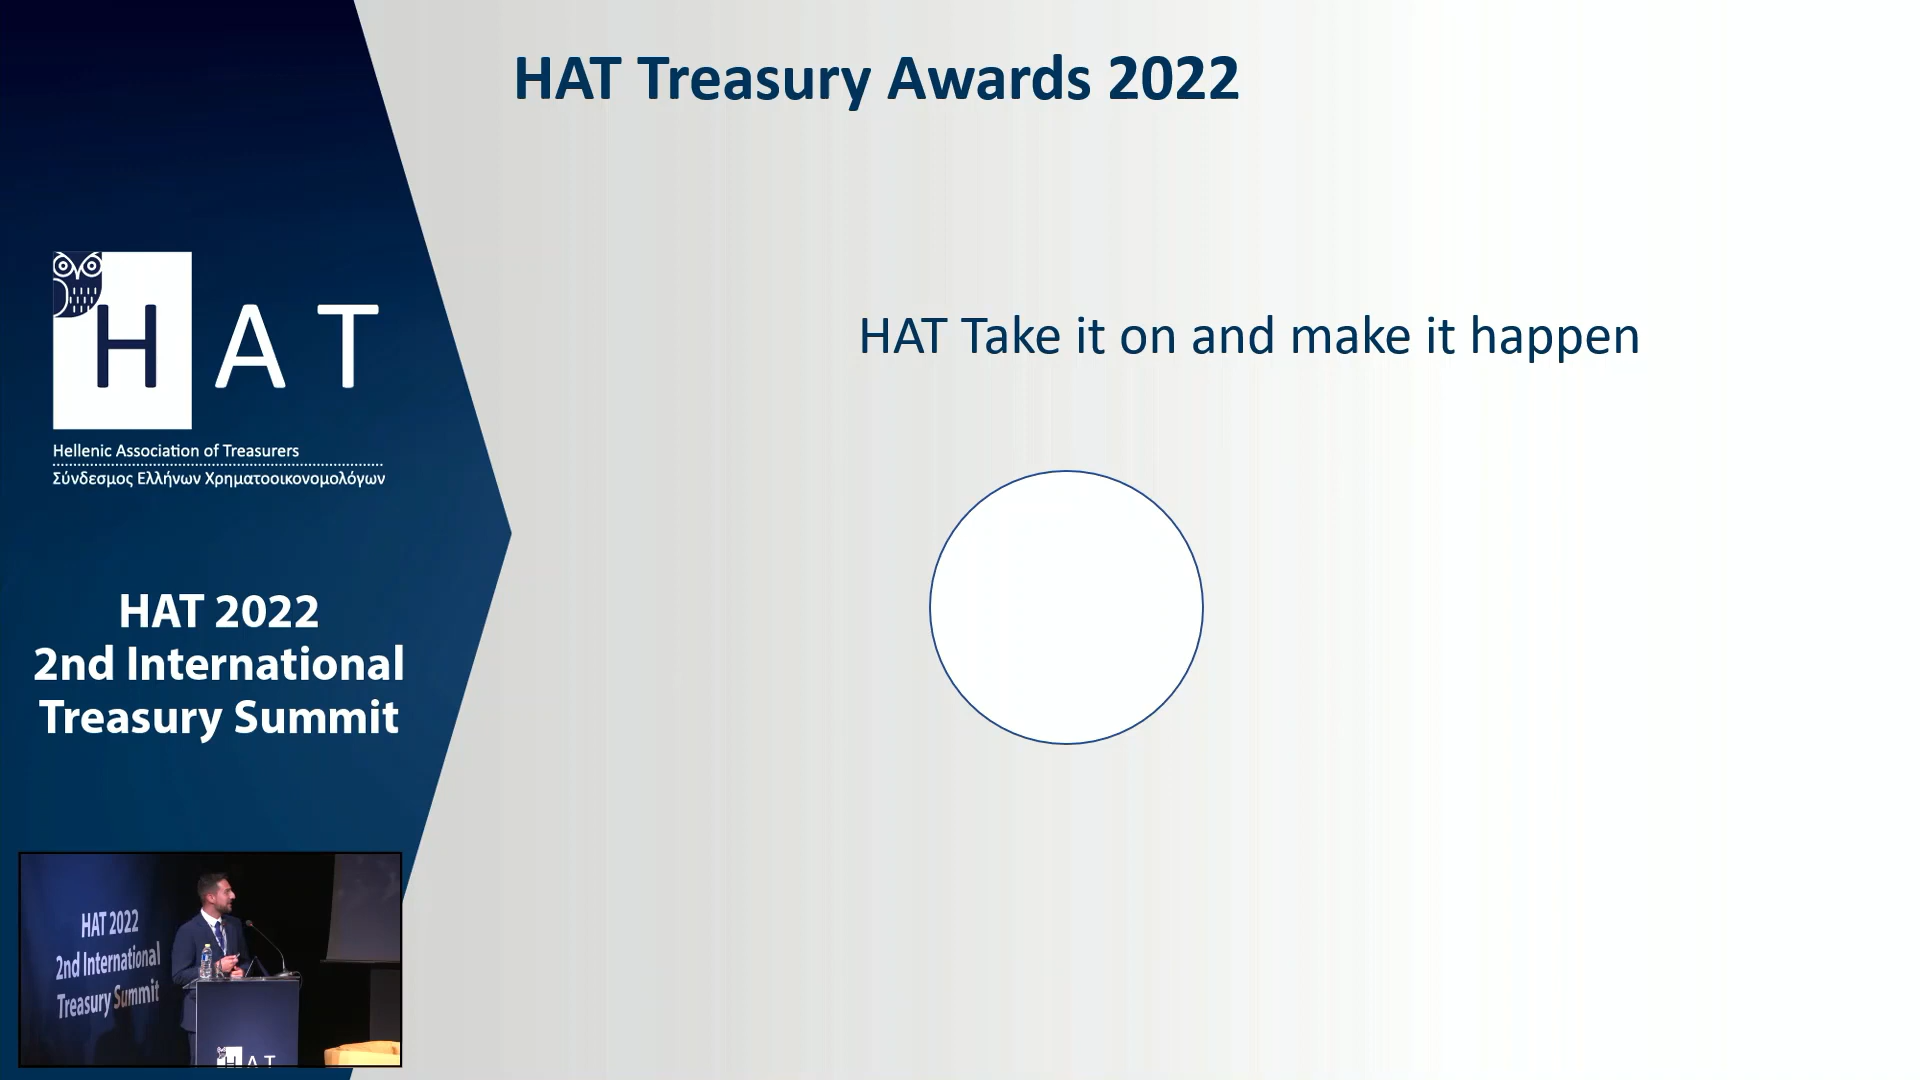 HAT Treasury Awards 2022
HAT Take it on and make it happen
H A T
Hellenic Association of Treasurers
Σύνδεσμος Ελλήνων Χρηματοοικονομολόγων
HAT 2022
2nd International
Treasury Summit
HAT 2022
2nd International
Treasury Summit
H A T